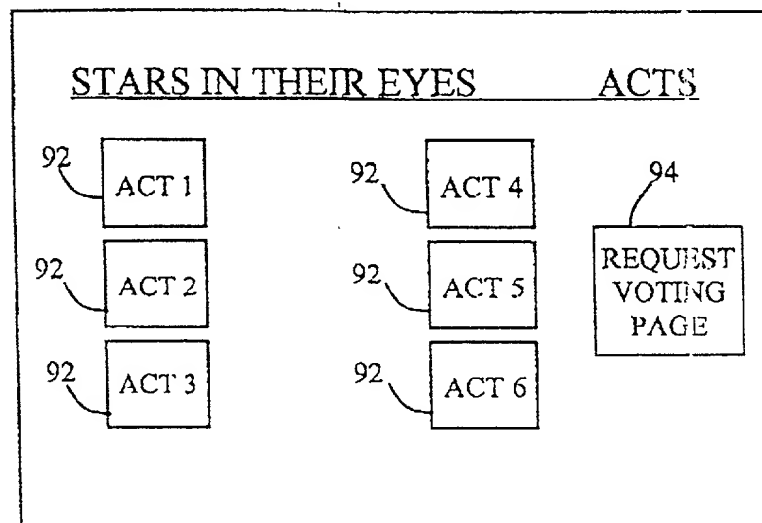 STARS IN THEIR EYES ACTS
92 ACT 1
92 ACT 4
94
92 ACT 2
92 ACT 5
REQUEST
VOTING
PAGE
92 ACT 3
92 ACT 6